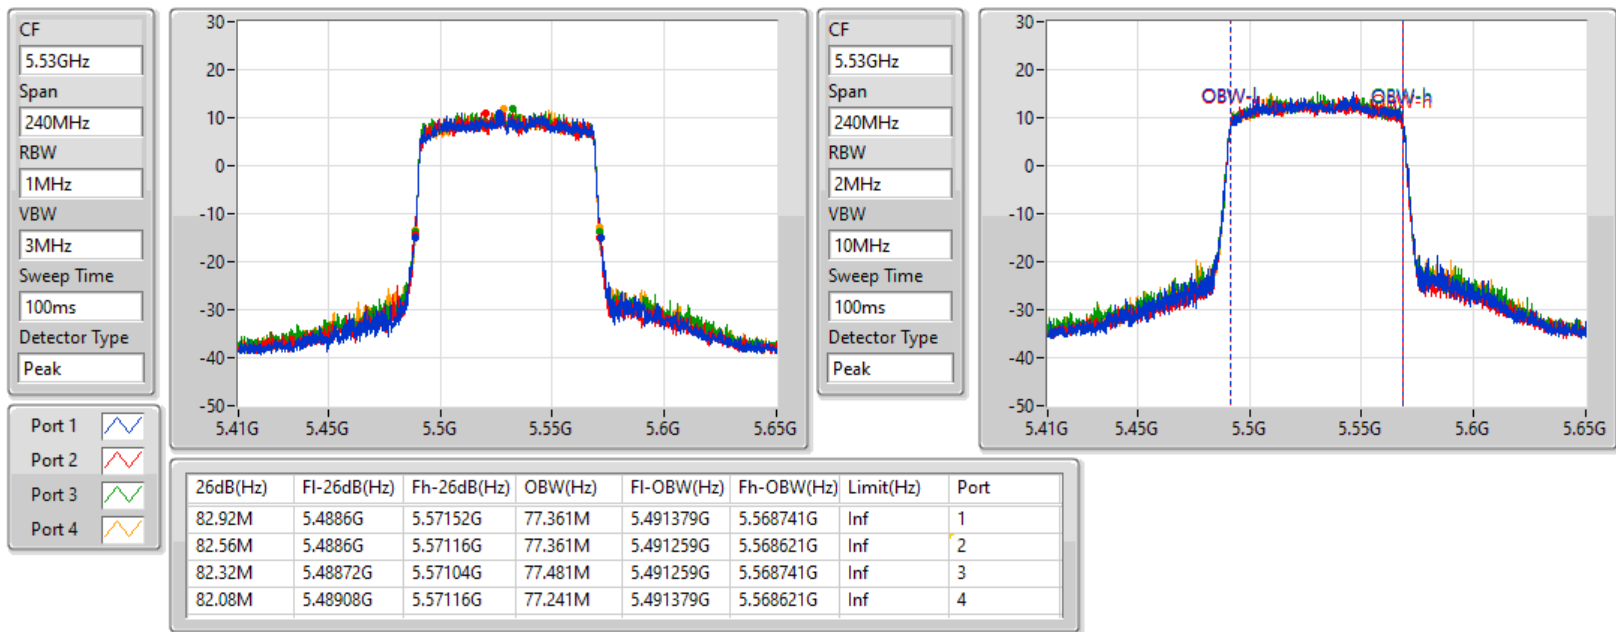 CF
5.53GHz
Span
240MHz
RBW
1MHz
VBW
3MHz
Sweep Time
100ms
Detector Type
Peak
30
20
10
0
-10
-20
-30
-40
-50
5.41G 5.45G 5.5G 5.55G 5.6G 5.65G
CF
5.53GHz
Span
240MHz
RBW
2MHz
VBW
10MHz
Sweep Time
100ms
Detector Type
Peak
30
20
10
0
-10
-20
-30
-40
-50
OBW-l OBW-h
5.41G 5.45G 5.5G 5.55G 5.6G 5.65G
Port 1
Port 2
Port 3
Port 4
26dB(Hz) Fl-26dB(Hz) Fh-26dB(Hz) OBW(Hz) Fl-OBW(Hz) Fh-OBW(Hz) Limit(Hz) Port
82.92M 5.4886G 5.57152G 77.361M 5.491379G 5.568741G Inf 1
82.56M 5.4886G 5.57116G 77.361M 5.491259G 5.568621G Inf 2
82.32M 5.48872G 5.57104G 77.481M 5.491259G 5.568741G Inf 3
82.08M 5.48908G 5.57116G 77.241M 5.491379G 5.568621G Inf 4